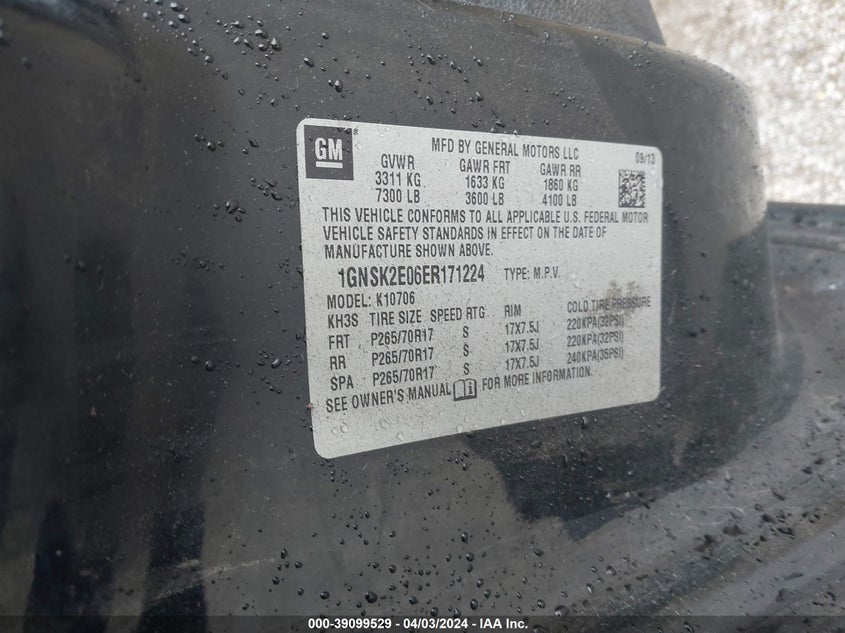 GM
MFD BY GENERAL MOTORS LLC 09/13
GVWR GAWR FRT GAWR RR
3311 KG 1633 KG 1860 KG
7300 LB 3600 LB 4100 LB
THIS VEHICLE CONFORMS TO ALL APPLICABLE U.S. FEDERAL MOTOR
VEHICLE SAFETY STANDARDS IN EFFECT ON THE DATE OF
MANUFACTURE SHOWN ABOVE.
1GNSK2E06ER171224 TYPE: M.P.V.
MODEL: K10706
KH3S TIRE SIZE SPEED RTG RIM COLD TIRE PRESSURE
FRT P265/70R17 S 17X7.5J 220KPA(32PSI)
RR P265/70R17 S 17X7.5J 220KPA(32PSI)
SPA P265/70R17 S 17X7.5J 240KPA(35PSI)
SEE OWNER'S MANUAL FOR MORE INFORMATION.
000-39099529 - 04/03/2024 - IAAI.com